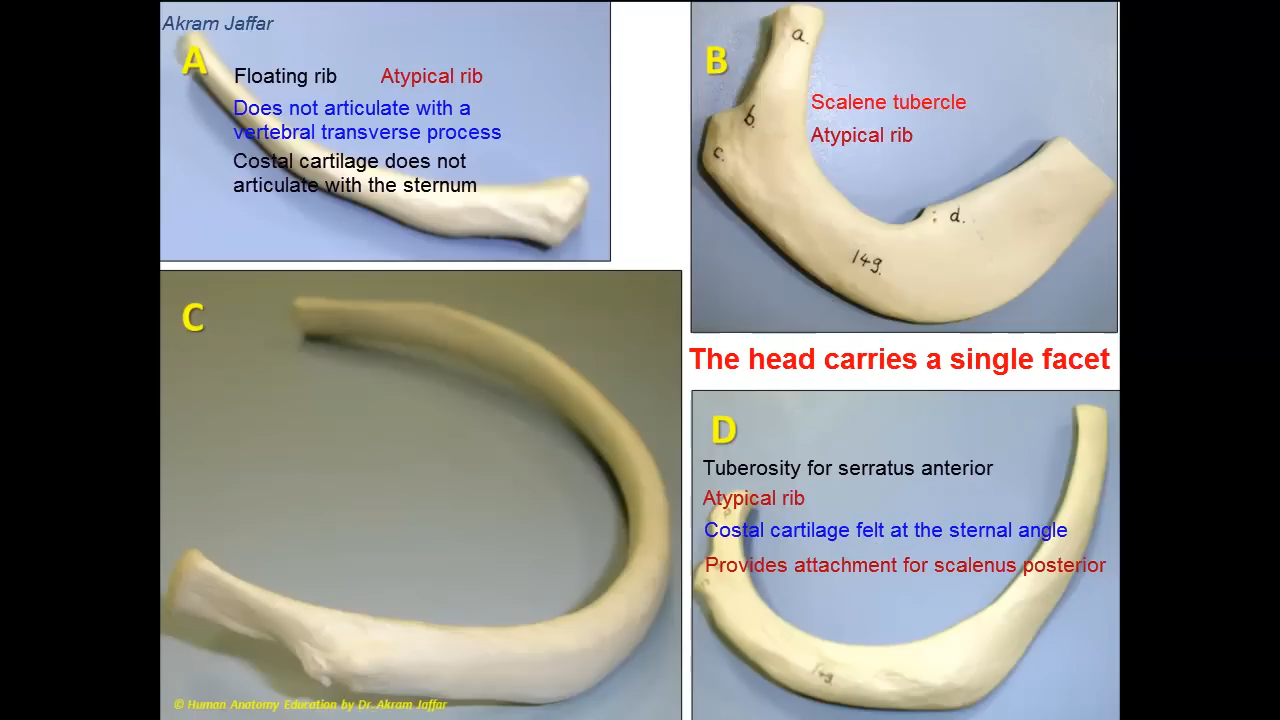 Akram Jaffar
A
Floating rib Atypical rib
Does not articulate with a
vertebral transverse process
Costal cartilage does not
articulate with the sternum
B
a.
b.
c.
d.
149.
Scalene tubercle
Atypical rib
The head carries a single facet
C
D
Tuberosity for serratus anterior
Atypical rib
Costal cartilage felt at the sternal angle
Provides attachment for scalenus posterior
© Human Anatomy Education by Dr. Akram Jaffar